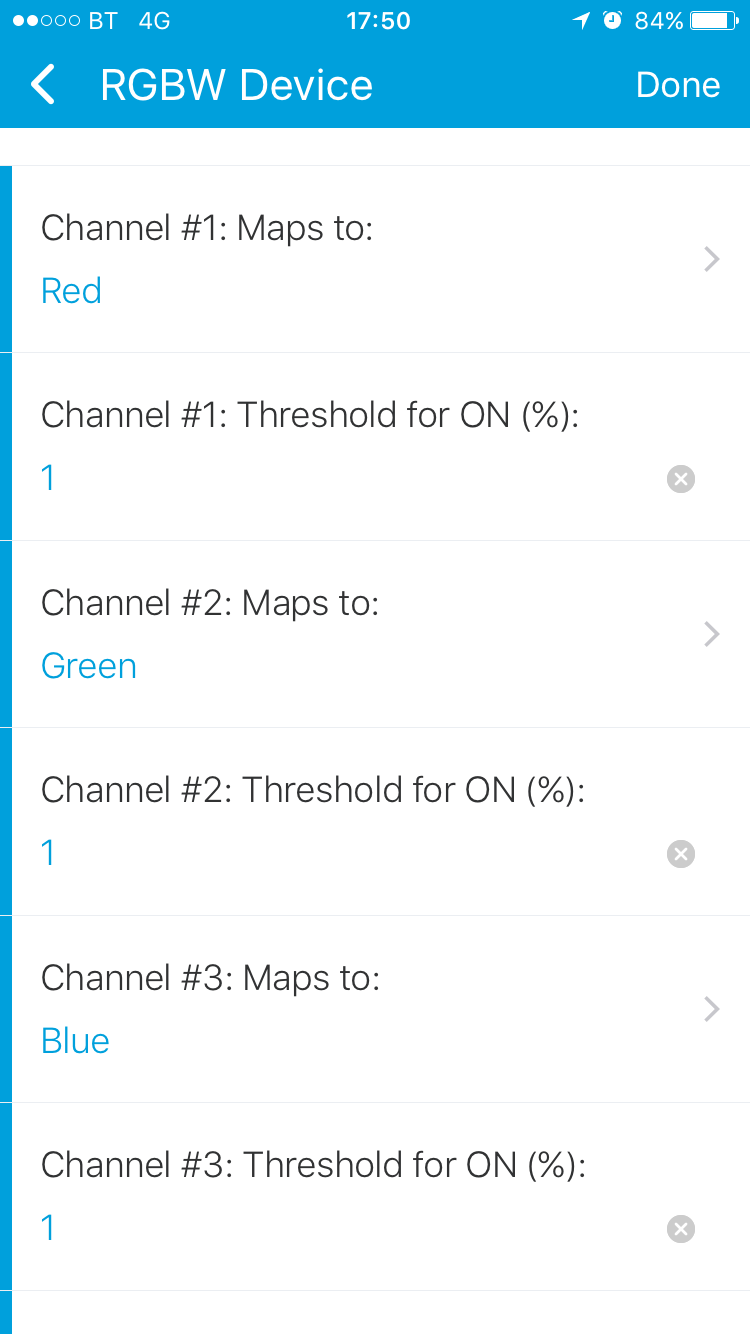 BT 4G 17:50 84%
RGBW Device Done
Channel #1: Maps to:
Red
Channel #1: Threshold for ON (%):
1
Channel #2: Maps to:
Green
Channel #2: Threshold for ON (%):
1
Channel #3: Maps to:
Blue
Channel #3: Threshold for ON (%):
1